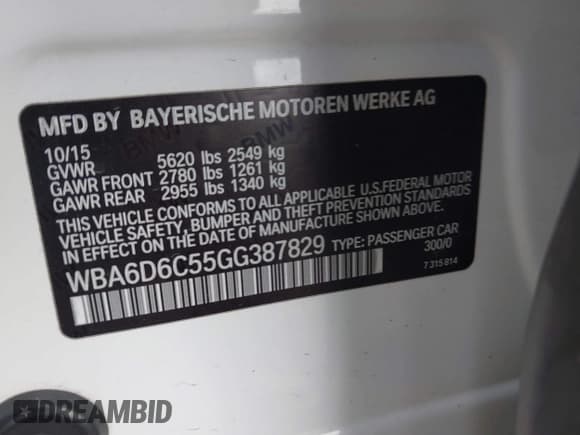 MFD BY BAYERISCHE MOTOREN WERKE AG
10/15
GVWR 5620 lbs 2549 kg
GAWR FRONT 2780 lbs 1261 kg
GAWR REAR 2955 lbs 1340 kg
THIS VEHICLE CONFORMS TO ALL APPLICABLE U.S.FEDERAL MOTOR
VEHICLE SAFETY, BUMPER AND THEFT PREVENTION STANDARDS
IN EFFECT ON THE DATE OF MANUFACTURE SHOWN ABOVE.
WBA6D6C55GG387829 TYPE: PASSENGER CAR
300/0
7 315 814
BMW
DREAMBID